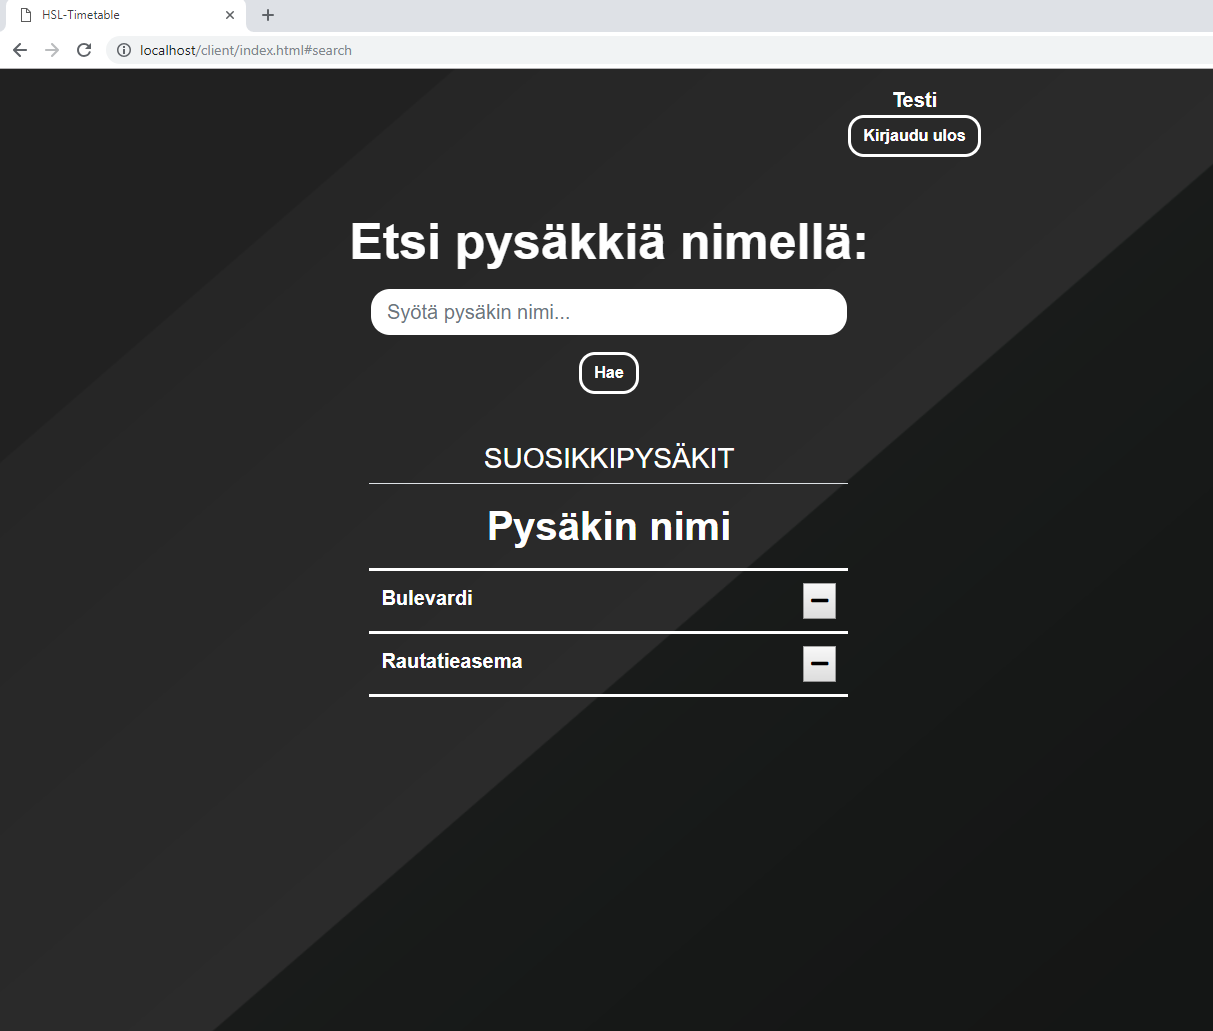 HSL-Timetable
localhost/client/index.html#search
Testi
Kirjaudu ulos
Etsi pysäkkiä nimellä:
Syötä pysäkin nimi...
Hae
SUOSIKKIPYSÄKIT
Pysäkin nimi
Bulevardi
Rautatieasema